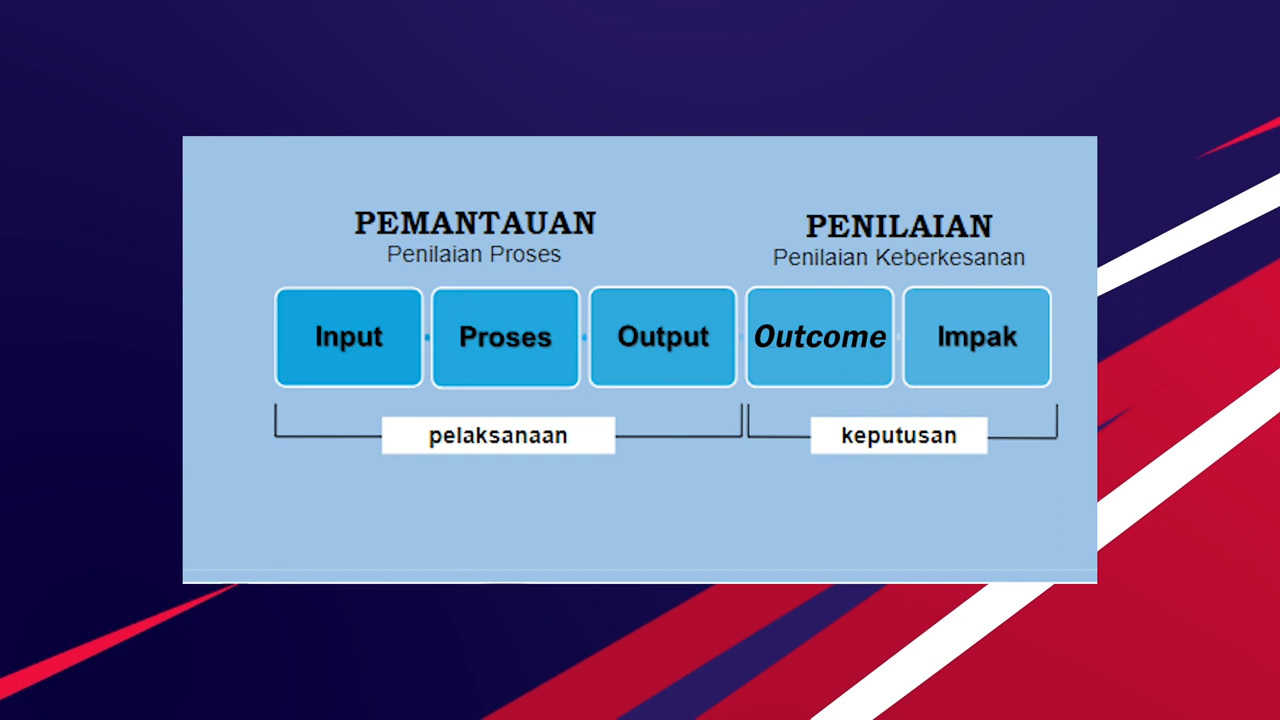 PEMANTAUAN
Penilaian Proses
PENILAIAN
Penilaian Keberkesanan
Input
Proses
Output
Outcome
Impak
pelaksanaan
keputusan